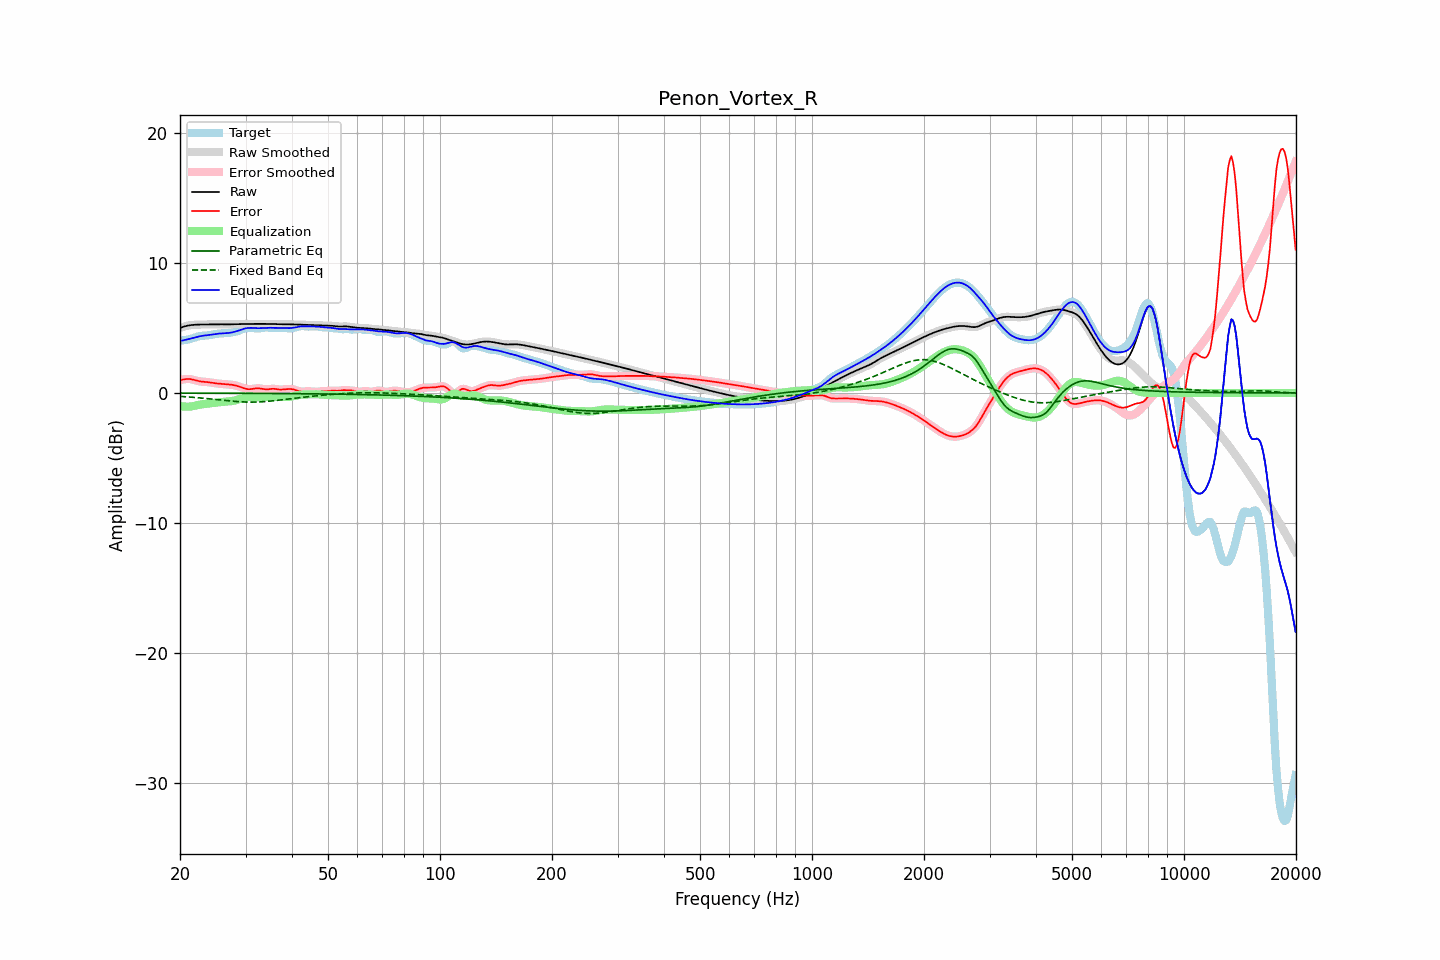 Penon_Vortex_R
Target
Raw Smoothed
Error Smoothed
Raw
Error
Equalization
Parametric Eq
Fixed Band Eq
Equalized
20
10
0
−10
−20
−30
Amplitude (dBr)
20
50
100
200
500
1000
2000
5000
10000
20000
Frequency (Hz)